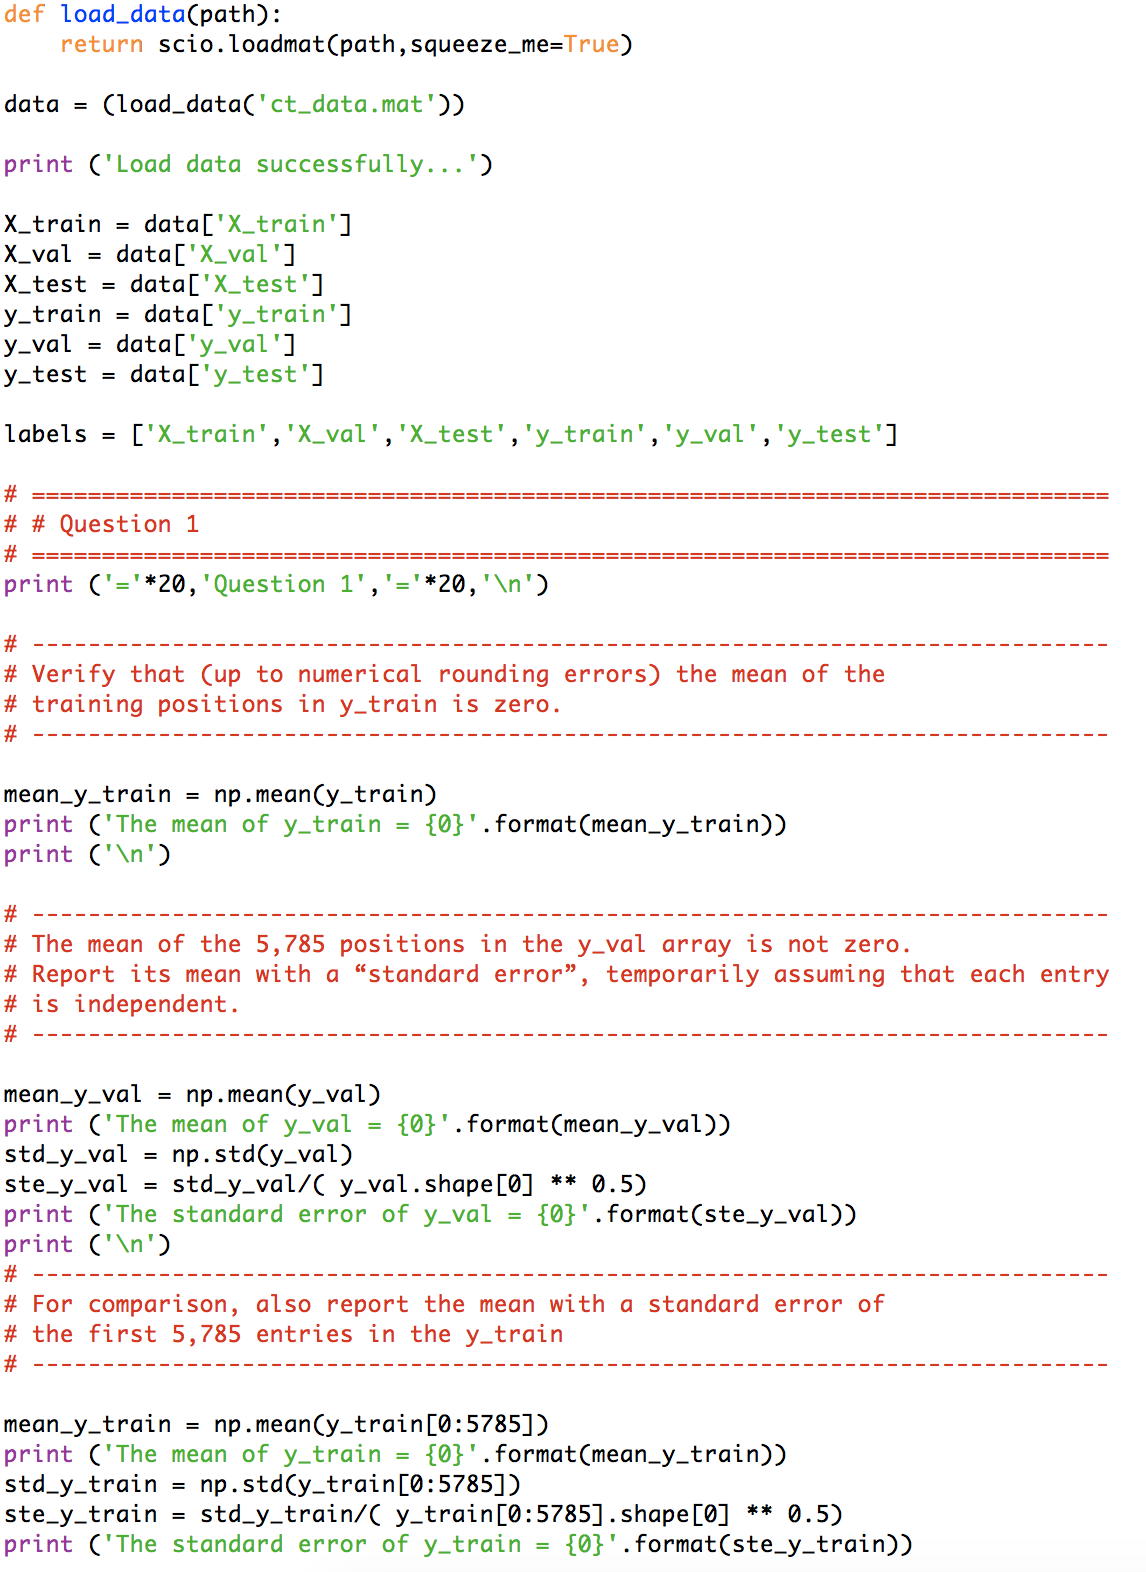 def load_data(path):
    return scio.loadmat(path,squeeze_me=True)
data = (load_data('ct_data.mat'))
print ('Load data successfully...')
X_train = data['X_train']
X_val = data['X_val']
X_test = data['X_test']
y_train = data['y_train']
y_val = data['y_val']
y_test = data['y_test']
labels = ['X_train','X_val','X_test','y_train','y_val','y_test']
# =============================================================================
# # Question 1
# =============================================================================
print ('='*20,'Question 1','='*20,'\n')
# -----------------------------------------------------------------------------
# Verify that (up to numerical rounding errors) the mean of the
# training positions in y_train is zero.
# -----------------------------------------------------------------------------
mean_y_train = np.mean(y_train)
print ('The mean of y_train = {0}'.format(mean_y_train))
print ('\n')
# -----------------------------------------------------------------------------
# The mean of the 5,785 positions in the y_val array is not zero.
# Report its mean with a “standard error”, temporarily assuming that each entry
# is independent.
# -----------------------------------------------------------------------------
mean_y_val = np.mean(y_val)
print ('The mean of y_val = {0}'.format(mean_y_val))
std_y_val = np.std(y_val)
ste_y_val = std_y_val/( y_val.shape[0] ** 0.5)
print ('The standard error of y_val = {0}'.format(ste_y_val))
print ('\n')
# -----------------------------------------------------------------------------
# For comparison, also report the mean with a standard error of
# the first 5,785 entries in the y_train
# -----------------------------------------------------------------------------
mean_y_train = np.mean(y_train[0:5785])
print ('The mean of y_train = {0}'.format(mean_y_train))
std_y_train = np.std(y_train[0:5785])
ste_y_train = std_y_train/( y_train[0:5785].shape[0] ** 0.5)
print ('The standard error of y_train = {0}'.format(ste_y_train))